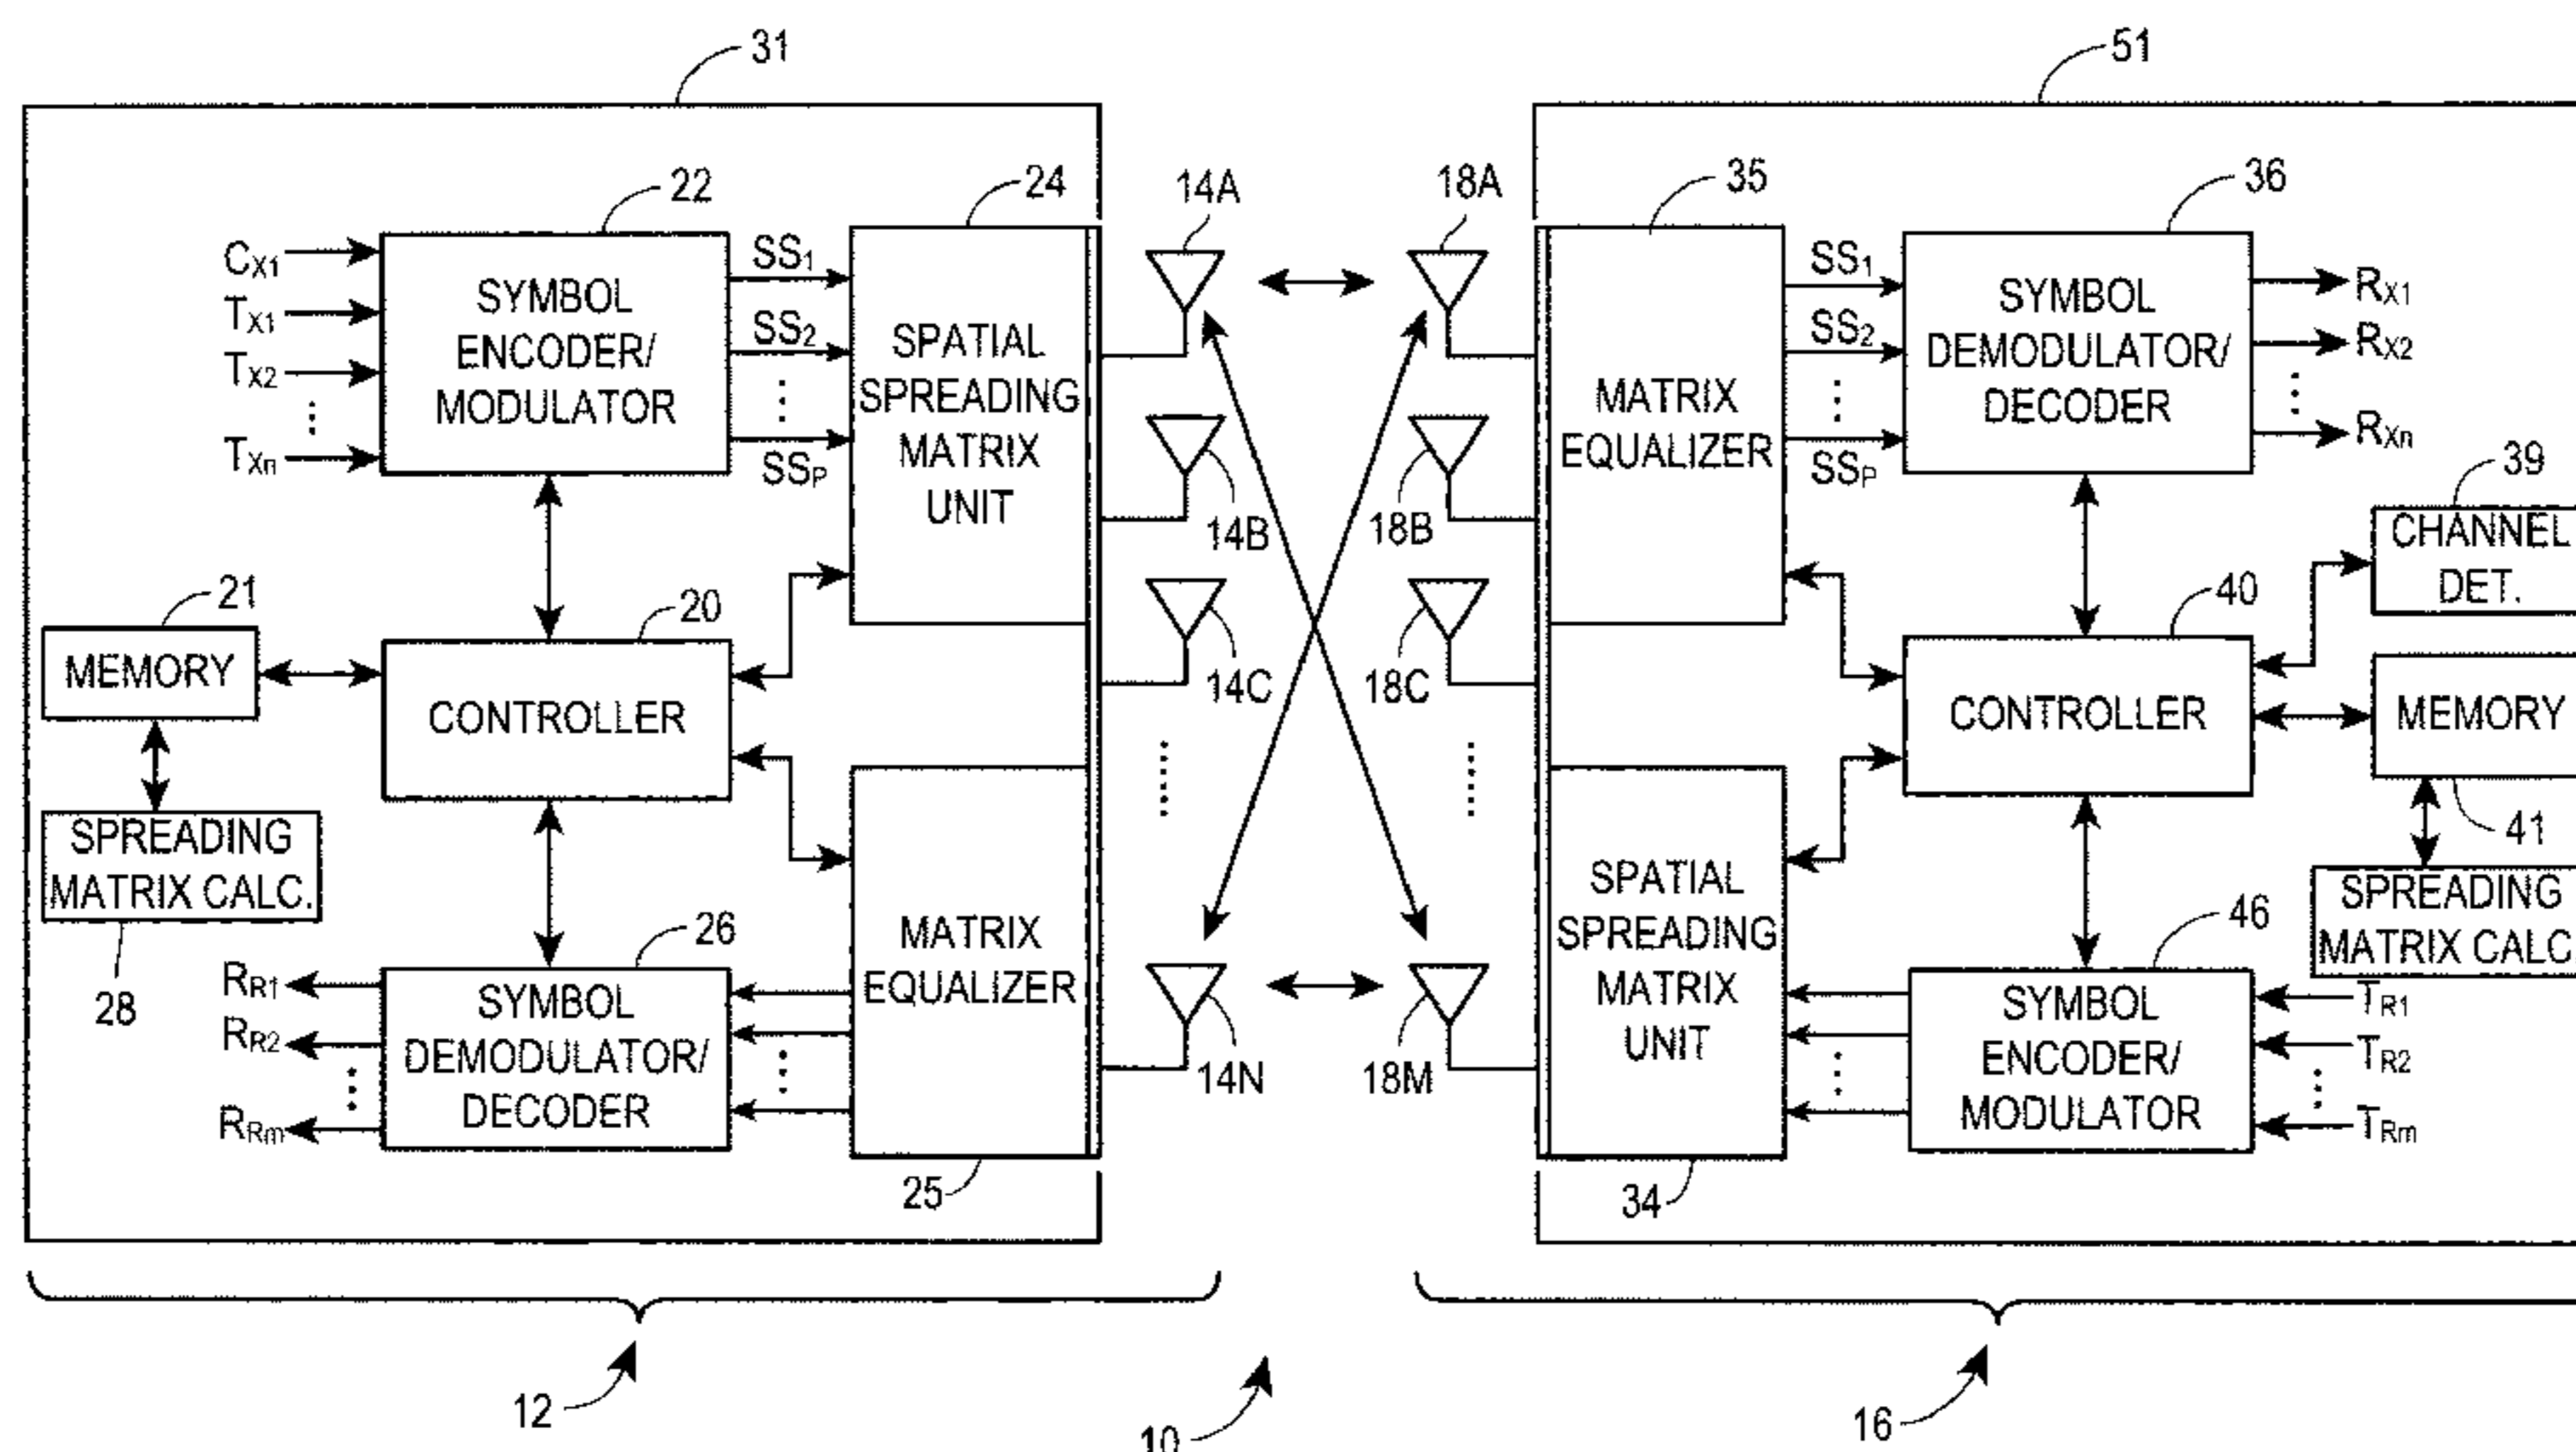 31
51
22
24
14A
18A
35
36
CX1
TX1
TX2
TXn
SYMBOL
ENCODER/
MODULATOR
SS1
SS2
SSP
SPATIAL
SPREADING
MATRIX
UNIT
14B
14C
14N
18B
18C
18M
MATRIX
EQUALIZER
SS1
SS2
SSP
SYMBOL
DEMODULATOR/
DECODER
RX1
RX2
RXn
39
CHANNEL
DET.
21
MEMORY
20
CONTROLLER
40
CONTROLLER
MEMORY
41
SPREADING
MATRIX CALC.
28
SPREADING
MATRIX CALC.
26
RR1
RR2
RRm
SYMBOL
DEMODULATOR/
DECODER
MATRIX
EQUALIZER
25
SPATIAL
SPREADING
MATRIX
UNIT
34
46
SYMBOL
ENCODER/
MODULATOR
TR1
TR2
TRm
12
10
16